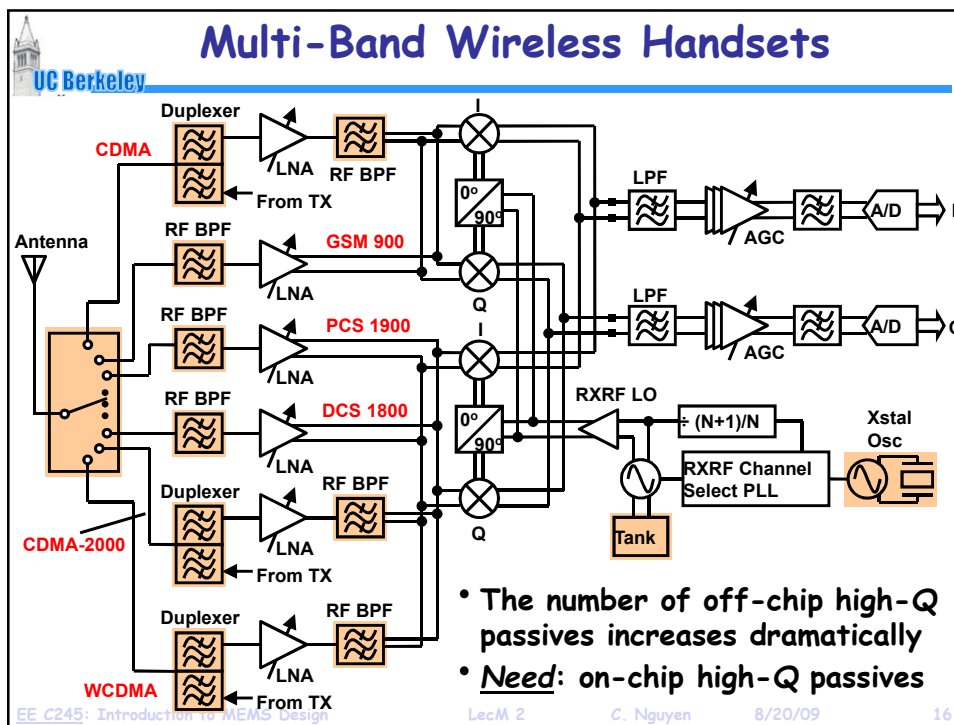 Multi-Band Wireless Handsets
UC Berkeley
Duplexer
I
CDMA
LNA
RF BPF
From TX
0o
90o
LPF
A/D
AGC
Antenna
RF BPF
GSM 900
LNA
Q
LPF
A/D
AGC
RF BPF
PCS 1900
I
LNA
RXRF LO
RF BPF
DCS 1800
0o
90o
÷ (N+1)/N
Xstal
Osc
LNA
RXRF Channel
Select PLL
Duplexer
RF BPF
Q
Tank
CDMA-2000
LNA
From TX
Duplexer
RF BPF
LNA
WCDMA
From TX
• The number of off-chip high-Q
passives increases dramatically
• Need: on-chip high-Q passives
EE C245: Introduction to MEMS Design LecM 2 C. Nguyen 8/20/09 16